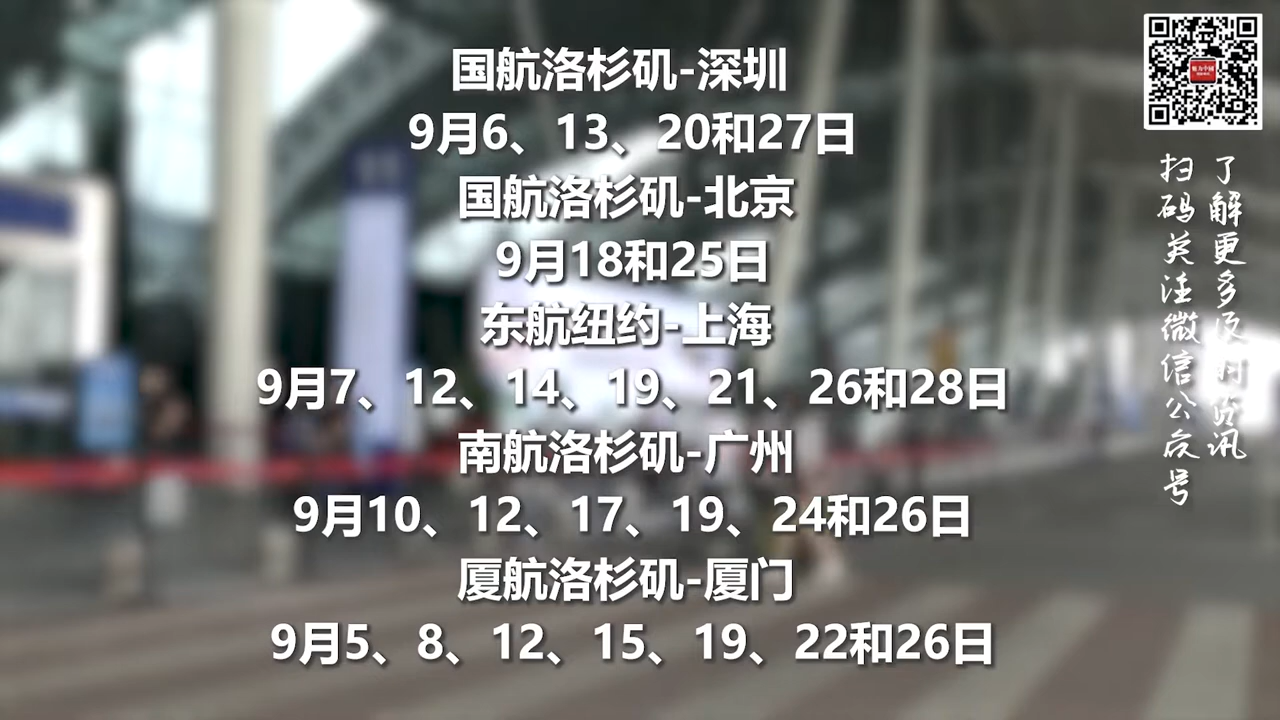 国航洛杉矶-深圳
9月6、13、20和27日
国航洛杉矶-北京
9月18和25日
东航纽约-上海
9月7、12、14、19、21、26和28日
南航洛杉矶-广州
9月10、12、17、19、24和26日
厦航洛杉矶-厦门
9月5、8、12、15、19、22和26日
了解更多及时资讯
扫码关注微信公众号